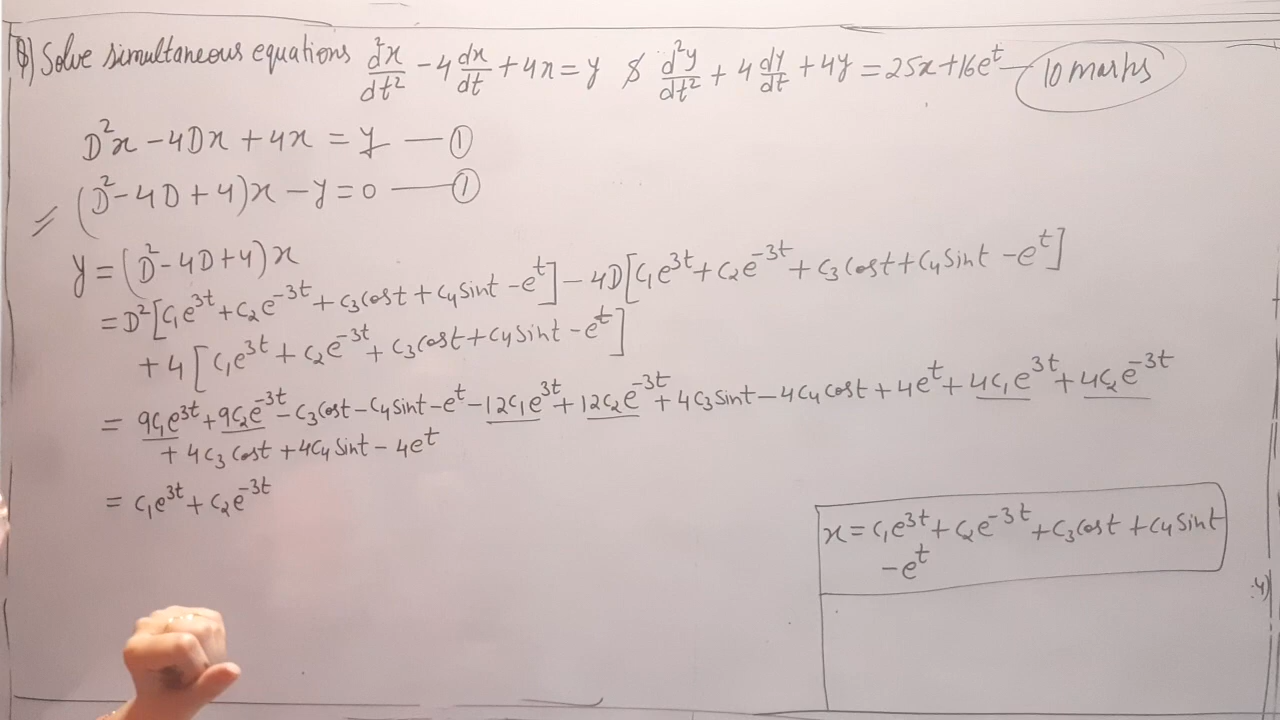 Q) Solve simultaneous equations d²x/dt² - 4 dx/dt + 4x = y & d²y/dt² + 4 dy/dt + 4y = 25x + 16e^t — 10 marks
D²x - 4Dx + 4x = y — ①
(D² - 4D + 4)x - y = 0 — ①
y = (D² - 4D + 4)x
= D²[c₁e^3t + c₂e^-3t + c₃cost + c₄sint - e^t] - 4D[c₁e^3t + c₂e^-3t + c₃cost + c₄sint - e^t]
+ 4[c₁e^3t + c₂e^-3t + c₃cost + c₄sint - e^t]
= 9c₁e^3t + 9c₂e^-3t - c₃cost - c₄sint - e^t - 12c₁e^3t + 12c₂e^-3t + 4c₃sint - 4c₄cost + 4e^t + 4c₁e^3t + 4c₂e^-3t
+ 4c₃cost + 4c₄sint - 4e^t
= c₁e^3t + c₂e^-3t
x = c₁e^3t + c₂e^-3t + c₃cost + c₄sint
- e^t